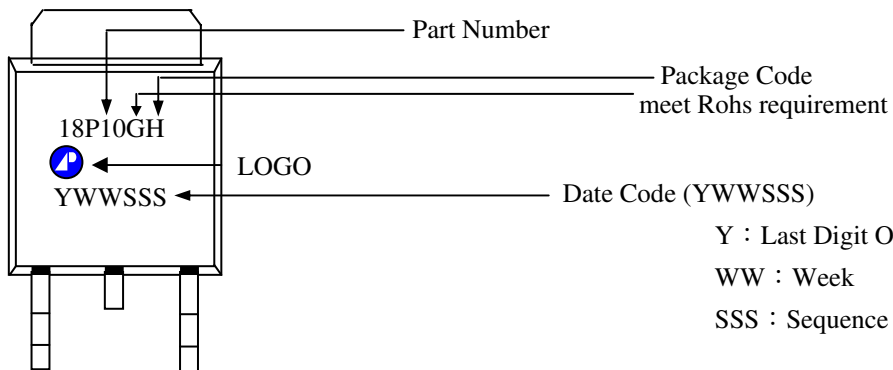 Part Number
Package Code
meet Rohs requirement
18P10GH
LOGO
YWWSSS
Date Code (YWWSSS)
Y：Last Digit O
WW：Week
SSS：Sequence